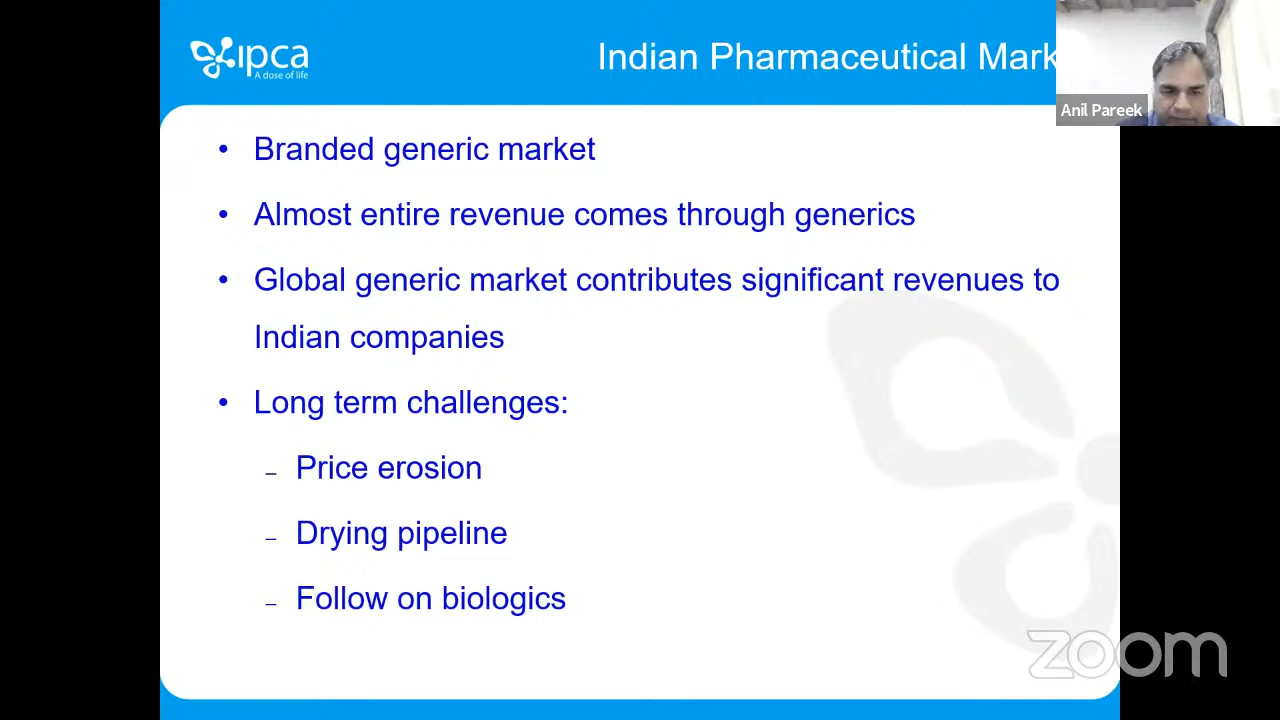 ipca
A dose of life
Indian Pharmaceutical Mark
Anil Pareek
• Branded generic market
• Almost entire revenue comes through generics
• Global generic market contributes significant revenues to
Indian companies
• Long term challenges:
– Price erosion
– Drying pipeline
– Follow on biologics
zoom